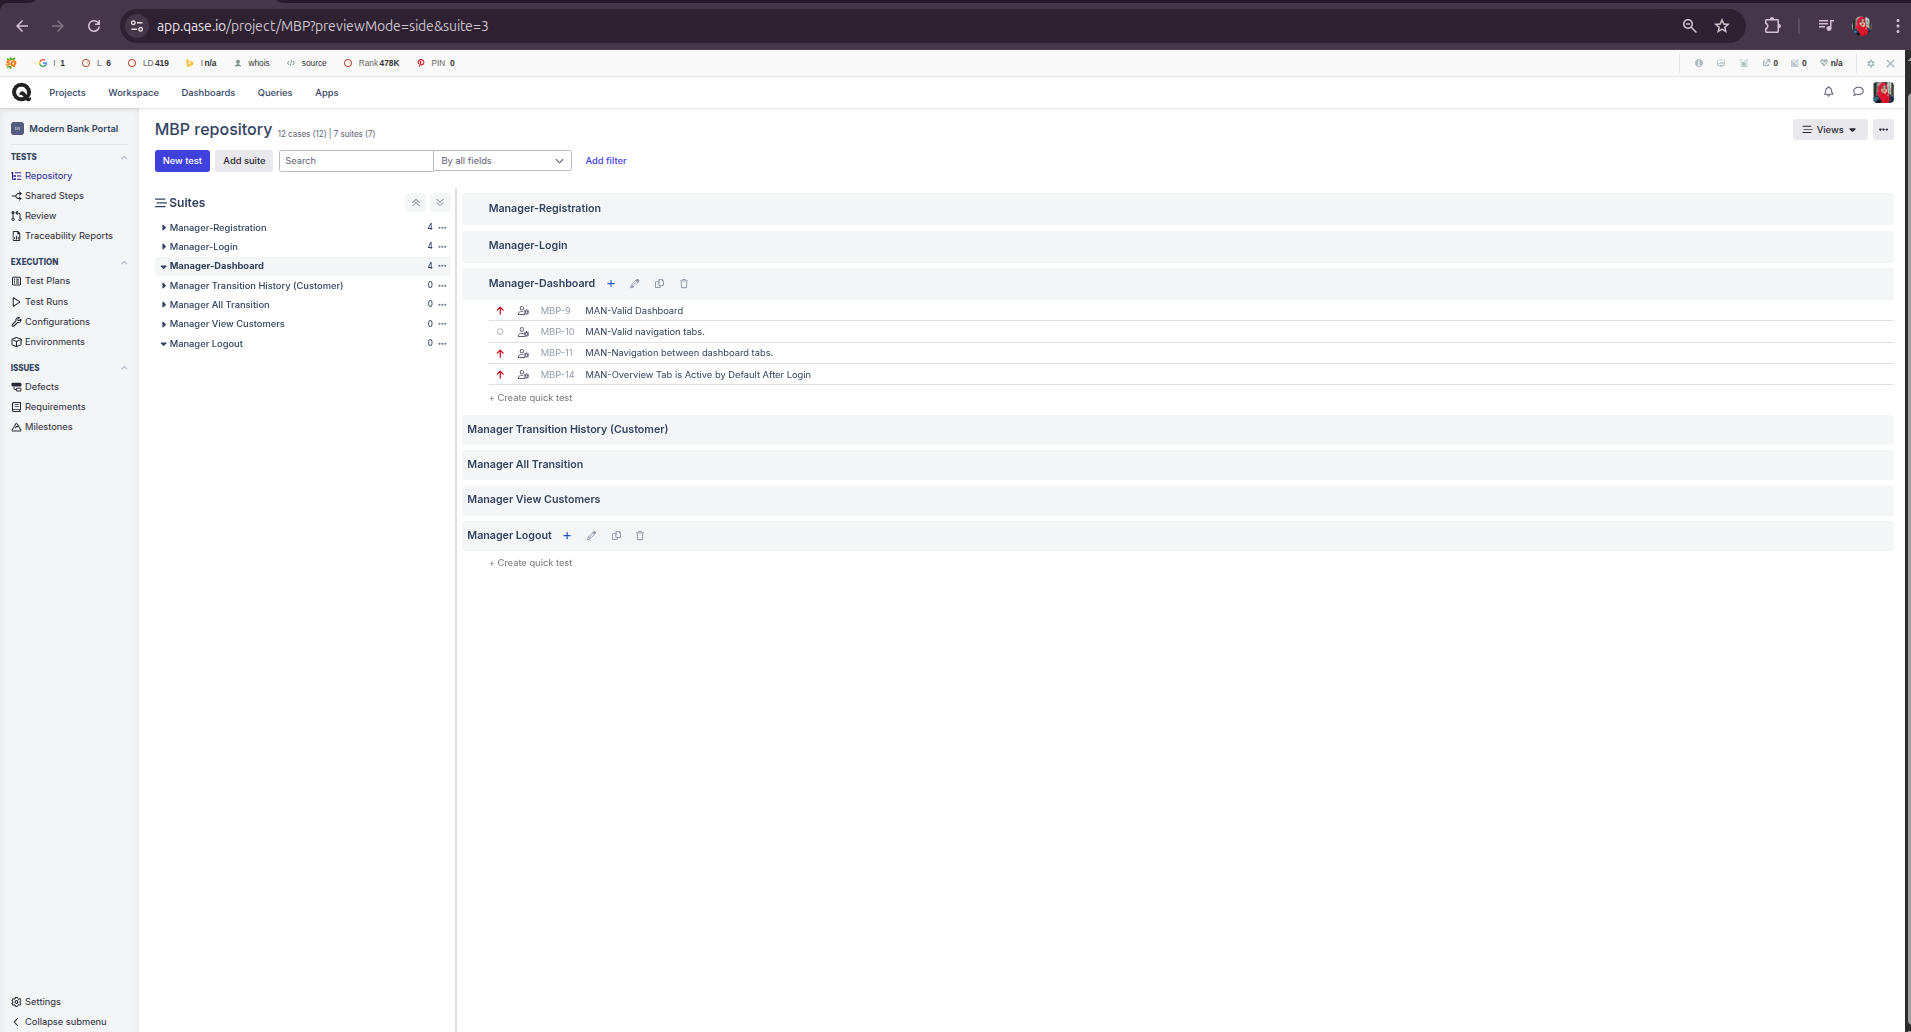 app.qase.io/project/MBP?previewMode=side&suite=3
I 1 L 6 LD 419 I n/a whois source Rank 478K PIN 0 0 0 n/a
Projects Workspace Dashboards Queries Apps
Modern Bank Portal
TESTS
Repository
Shared Steps
Review
Traceability Reports
EXECUTION
Test Plans
Test Runs
Configurations
Environments
ISSUES
Defects
Requirements
Milestones
Settings
Collapse submenu
MBP repository 12 cases (12) | 7 suites (7)
Views
New test Add suite Search By all fields Add filter
Suites
Manager-Registration 4
Manager-Login 4
Manager-Dashboard 4
Manager Transition History (Customer) 0
Manager All Transition 0
Manager View Customers 0
Manager Logout 0
Manager-Registration
Manager-Login
Manager-Dashboard
MBP-9 MAN-Valid Dashboard
MBP-10 MAN-Valid navigation tabs.
MBP-11 MAN-Navigation between dashboard tabs.
MBP-14 MAN-Overview Tab is Active by Default After Login
+ Create quick test
Manager Transition History (Customer)
Manager All Transition
Manager View Customers
Manager Logout
+ Create quick test